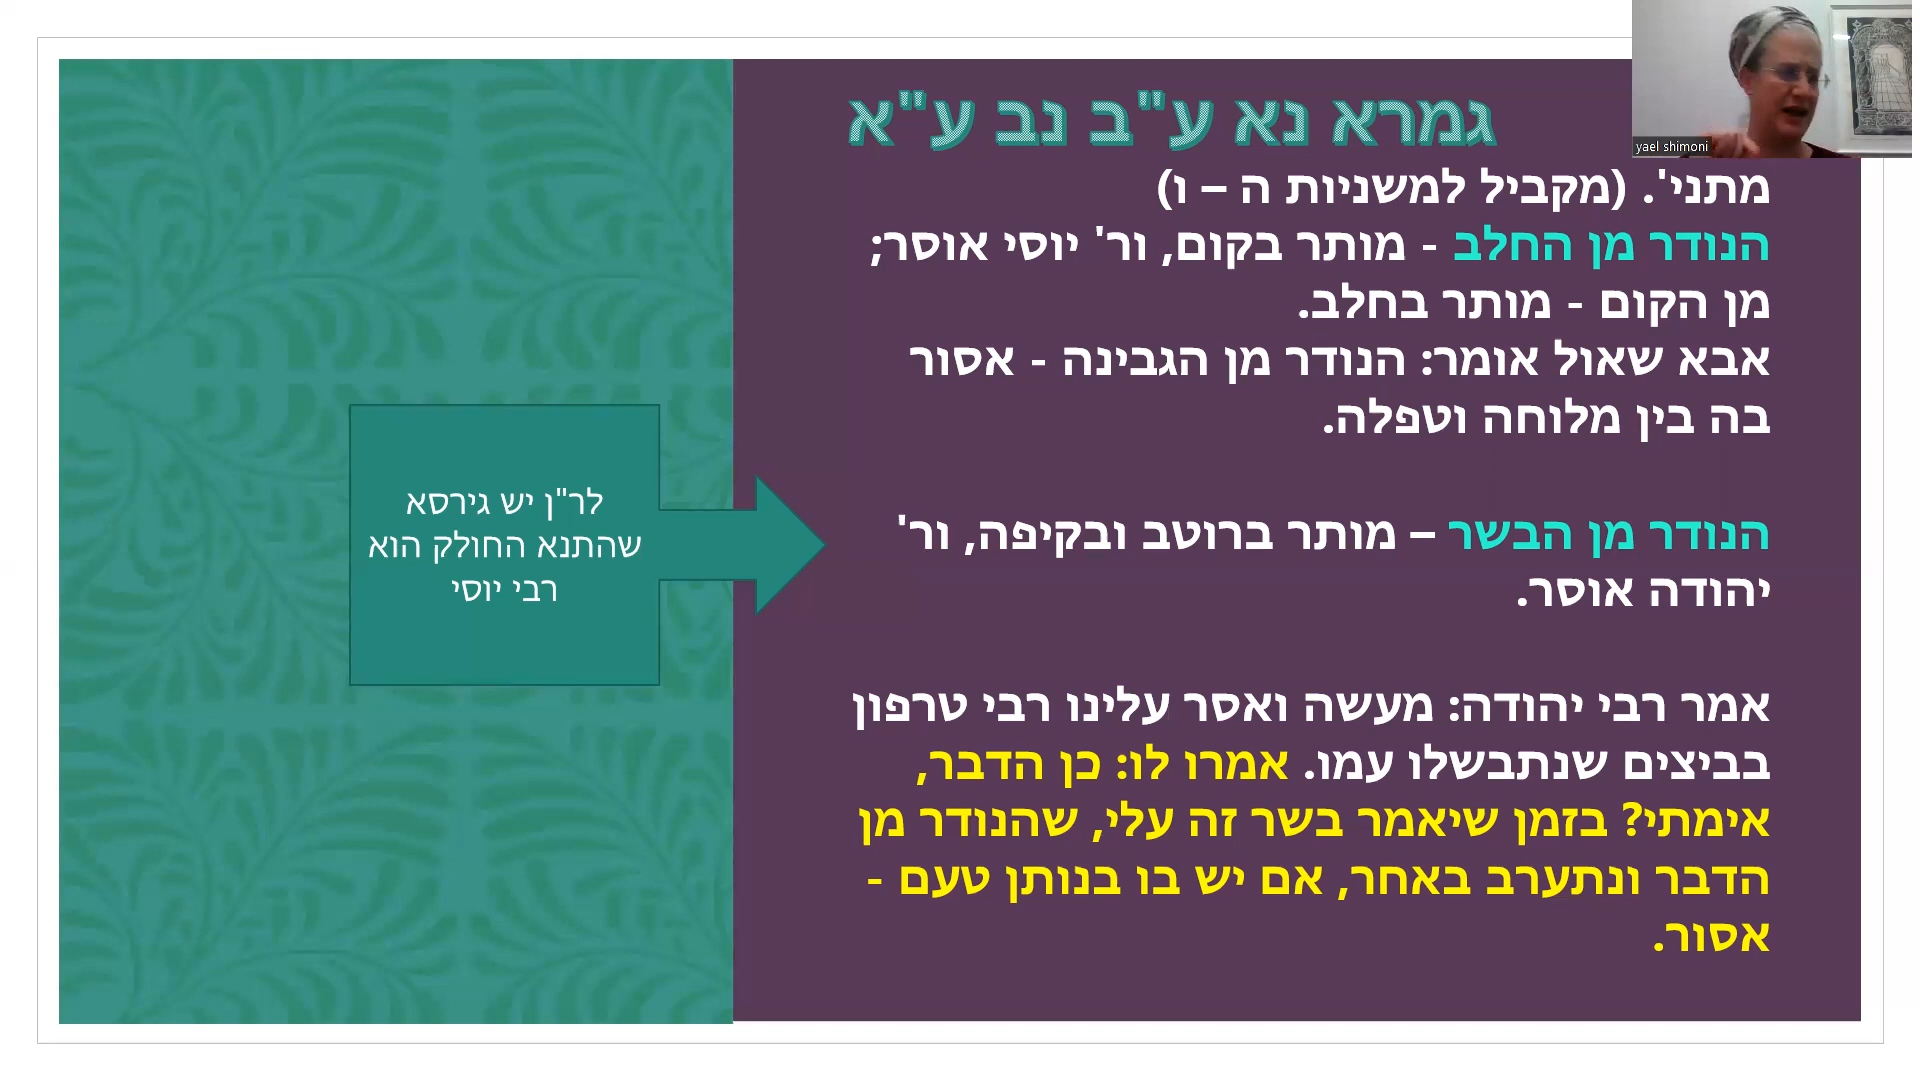 גמרא נא ע"ב נב ע"א
מתני'. (מקביל למשניות ה – ו)
הנודר מן החלב - מותר בקום, ור' יוסי אוסר;
מן הקום - מותר בחלב.
אבא שאול אומר: הנודר מן הגבינה - אסור
בה בין מלוחה וטפלה.
הנודר מן הבשר – מותר ברוטב ובקיפה, ור'
יהודה אוסר.
אמר רבי יהודה: מעשה ואסר עלינו רבי טרפון
בביצים שנתבשלו עמו. אמרו לו: כן הדבר,
אימתי? בזמן שיאמר בשר זה עלי, שהנודר מן
הדבר ונתערב באחר, אם יש בו בנותן טעם -
אסור.
לר"ן יש גירסא
שהתנא החולק הוא
רבי יוסי
yael shimoni